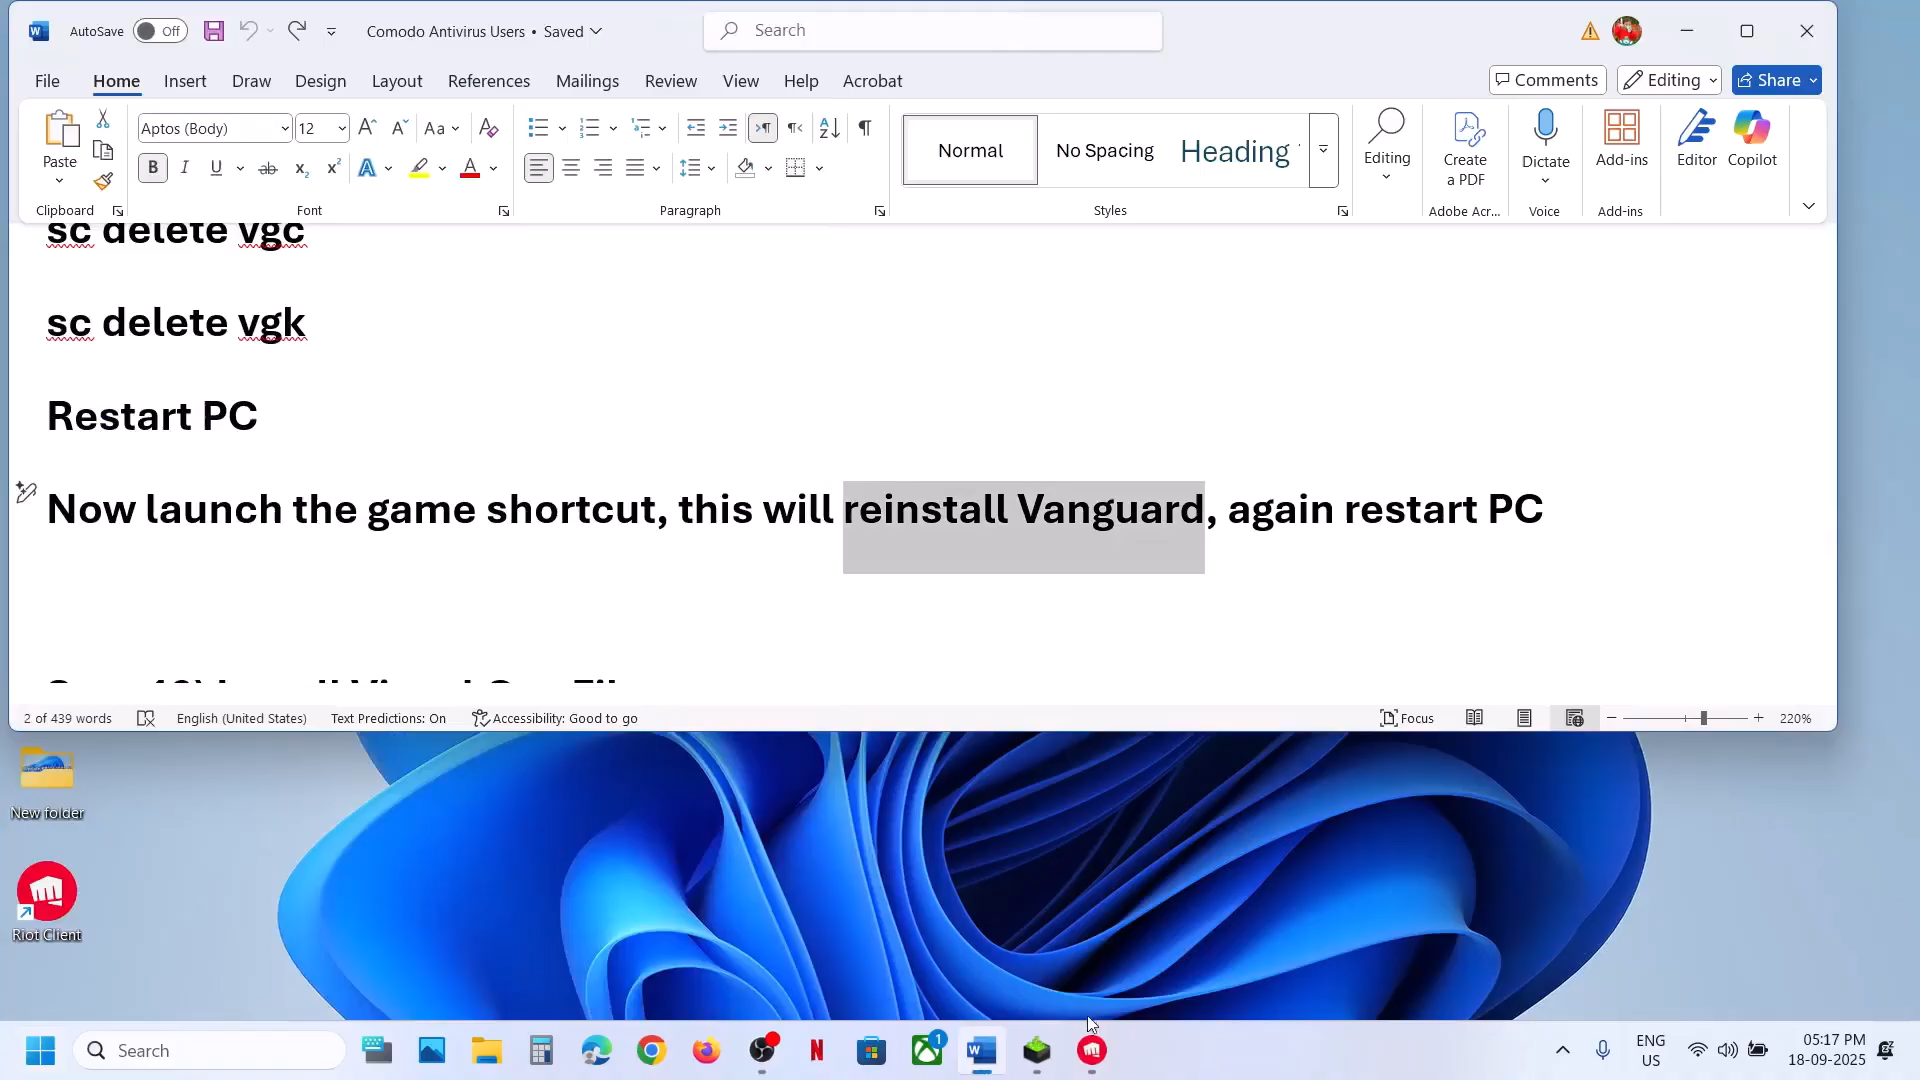 AutoSave Off Comodo Antivirus Users • Saved Search
File Home Insert Draw Design Layout References Mailings Review View Help Acrobat Comments Editing Share
Paste
Clipboard
Aptos (Body) 12
Font
Paragraph
Normal No Spacing Heading
Styles
Editing
Create a PDF
Adobe Acr...
Dictate
Voice
Add-ins
Add-ins
Editor
Copilot
sc delete vgc
sc delete vgk
Restart PC
Now launch the game shortcut, this will reinstall Vanguard, again restart PC
2 of 439 words English (United States) Text Predictions: On Accessibility: Good to go Focus 220%
New folder
Riot Client
Search
1
ENG
US
05:17 PM
18-09-2025